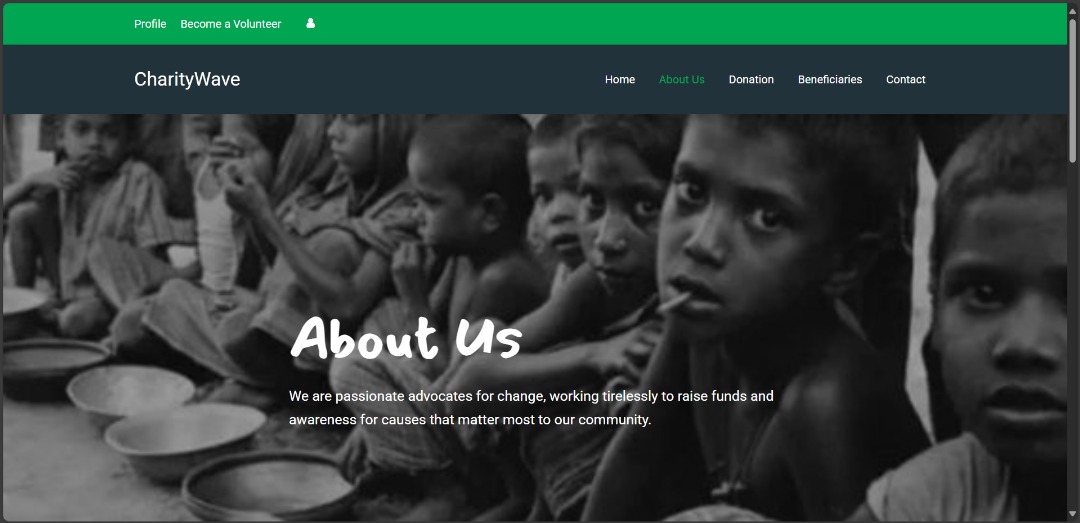 Profile Become a Volunteer
CharityWave
Home About Us Donation Beneficiaries Contact
About Us
We are passionate advocates for change, working tirelessly to raise funds and
awareness for causes that matter most to our community.